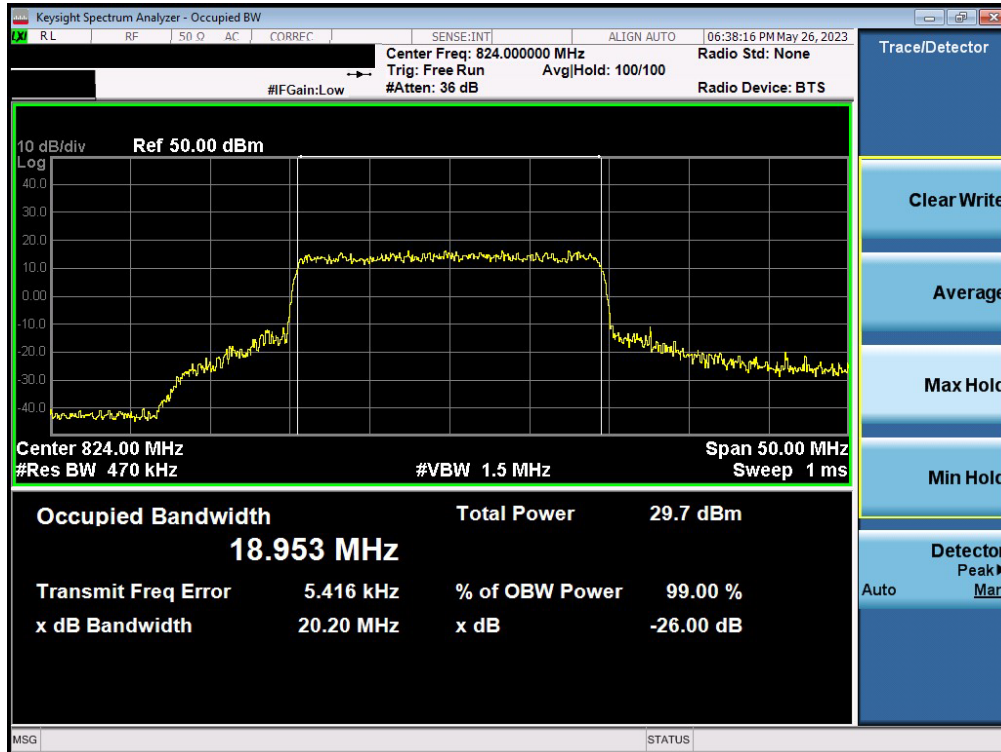 Keysight Spectrum Analyzer - Occupied BW
LXI RL RF 50 Ω AC CORREC SENSE:INT ALIGN AUTO 06:38:16 PM May 26, 2023
Center Freq: 824.000000 MHz Radio Std: None
Trig: Free Run Avg|Hold: 100/100
#IFGain:Low #Atten: 36 dB Radio Device: BTS
10 dB/div Ref 50.00 dBm
Log
40.0
30.0
20.0
10.0
0.00
-10.0
-20.0
-30.0
-40.0
Center 824.00 MHz Span 50.00 MHz
#Res BW 470 kHz #VBW 1.5 MHz Sweep 1 ms
Occupied Bandwidth Total Power 29.7 dBm
18.953 MHz
Transmit Freq Error 5.416 kHz % of OBW Power 99.00 %
x dB Bandwidth 20.20 MHz x dB -26.00 dB
MSG STATUS
Trace/Detector
Clear Write
Average
Max Hold
Min Hold
Detector
Peak
Auto Man